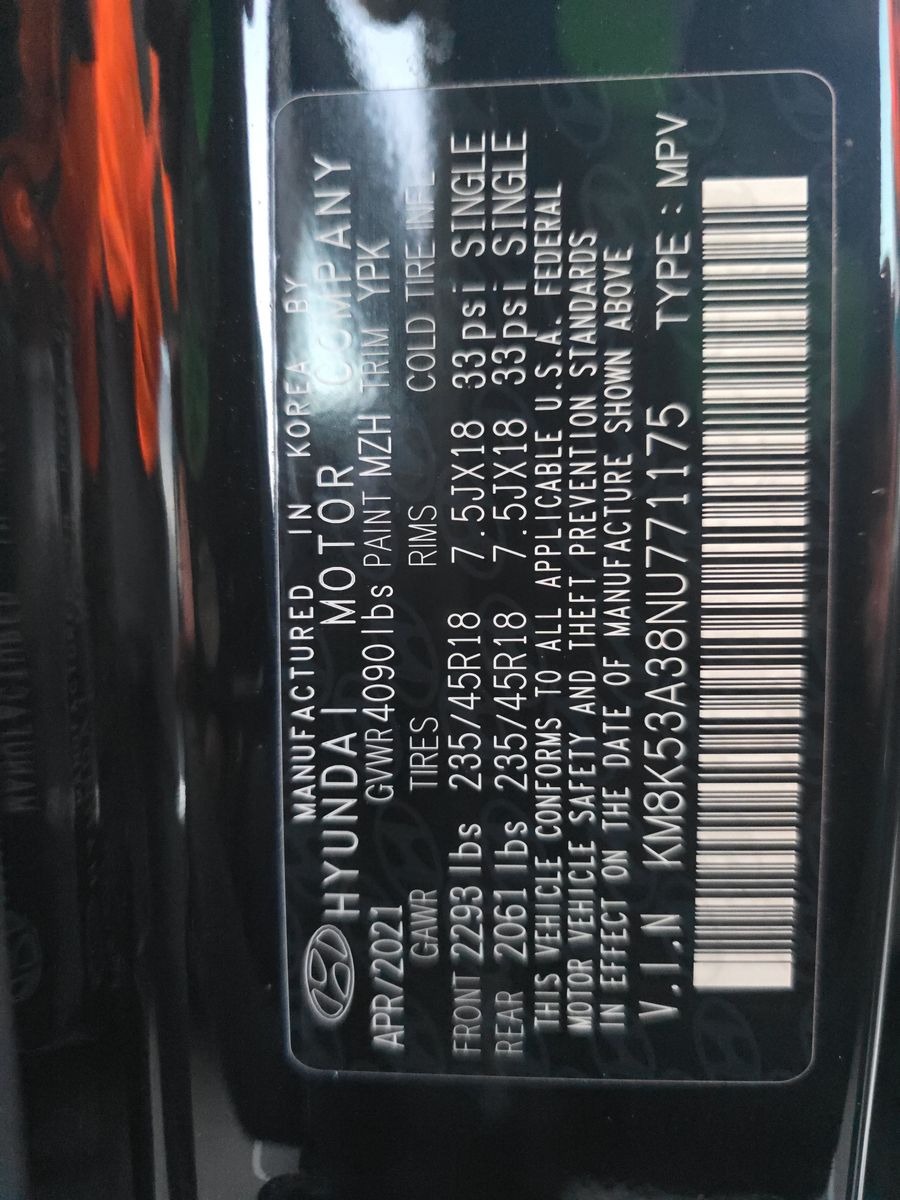 MANUFACTURED IN KOREA BY
HYUNDAI MOTOR COMPANY
APR/2021 GVWR 4090lbs PAINT MZH TRIM YPK
GAWR TIRES RIMS COLD TIRE INFL
FRONT 2293 lbs 235/45R18 7.5JX18 33psi SINGLE
REAR 2061 lbs 235/45R18 7.5JX18 33psi SINGLE
THIS VEHICLE CONFORMS TO ALL APPLICABLE U.S.A. FEDERAL
MOTOR VEHICLE SAFETY AND THEFT PREVENTION STANDARDS
IN EFFECT ON THE DATE OF MANUFACTURE SHOWN ABOVE
V.I.N KM8K53A38NU771175 TYPE : MPV